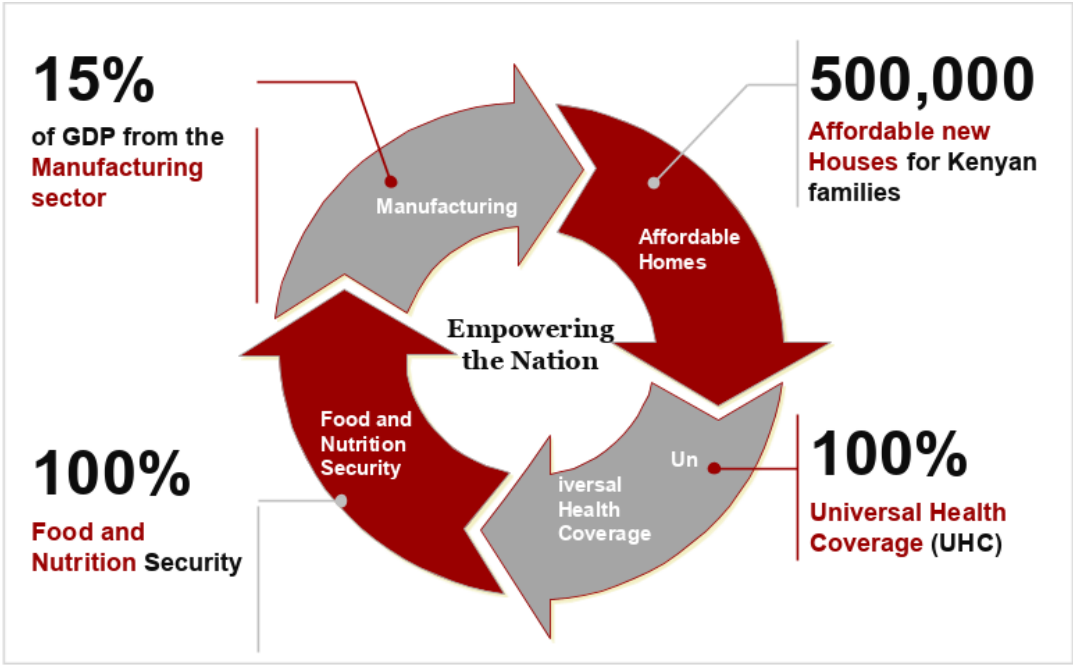 15%
of GDP from the
Manufacturing
sector
500,000
Affordable new
Houses for Kenyan
families
Manufacturing
Affordable
Homes
Empowering
the Nation
Food and
Nutrition
Security
Un
iversal
Health
Coverage
100%
Food and
Nutrition Security
100%
Universal Health
Coverage (UHC)